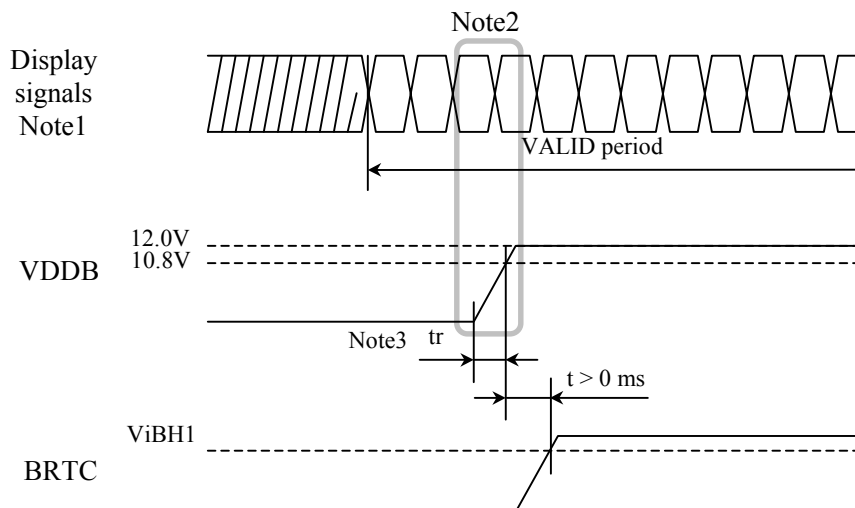 Note2
Display
signals
Note1
VALID period
12.0V
10.8V
VDDB
Note3 tr
t > 0 ms
ViBH1
BRTC